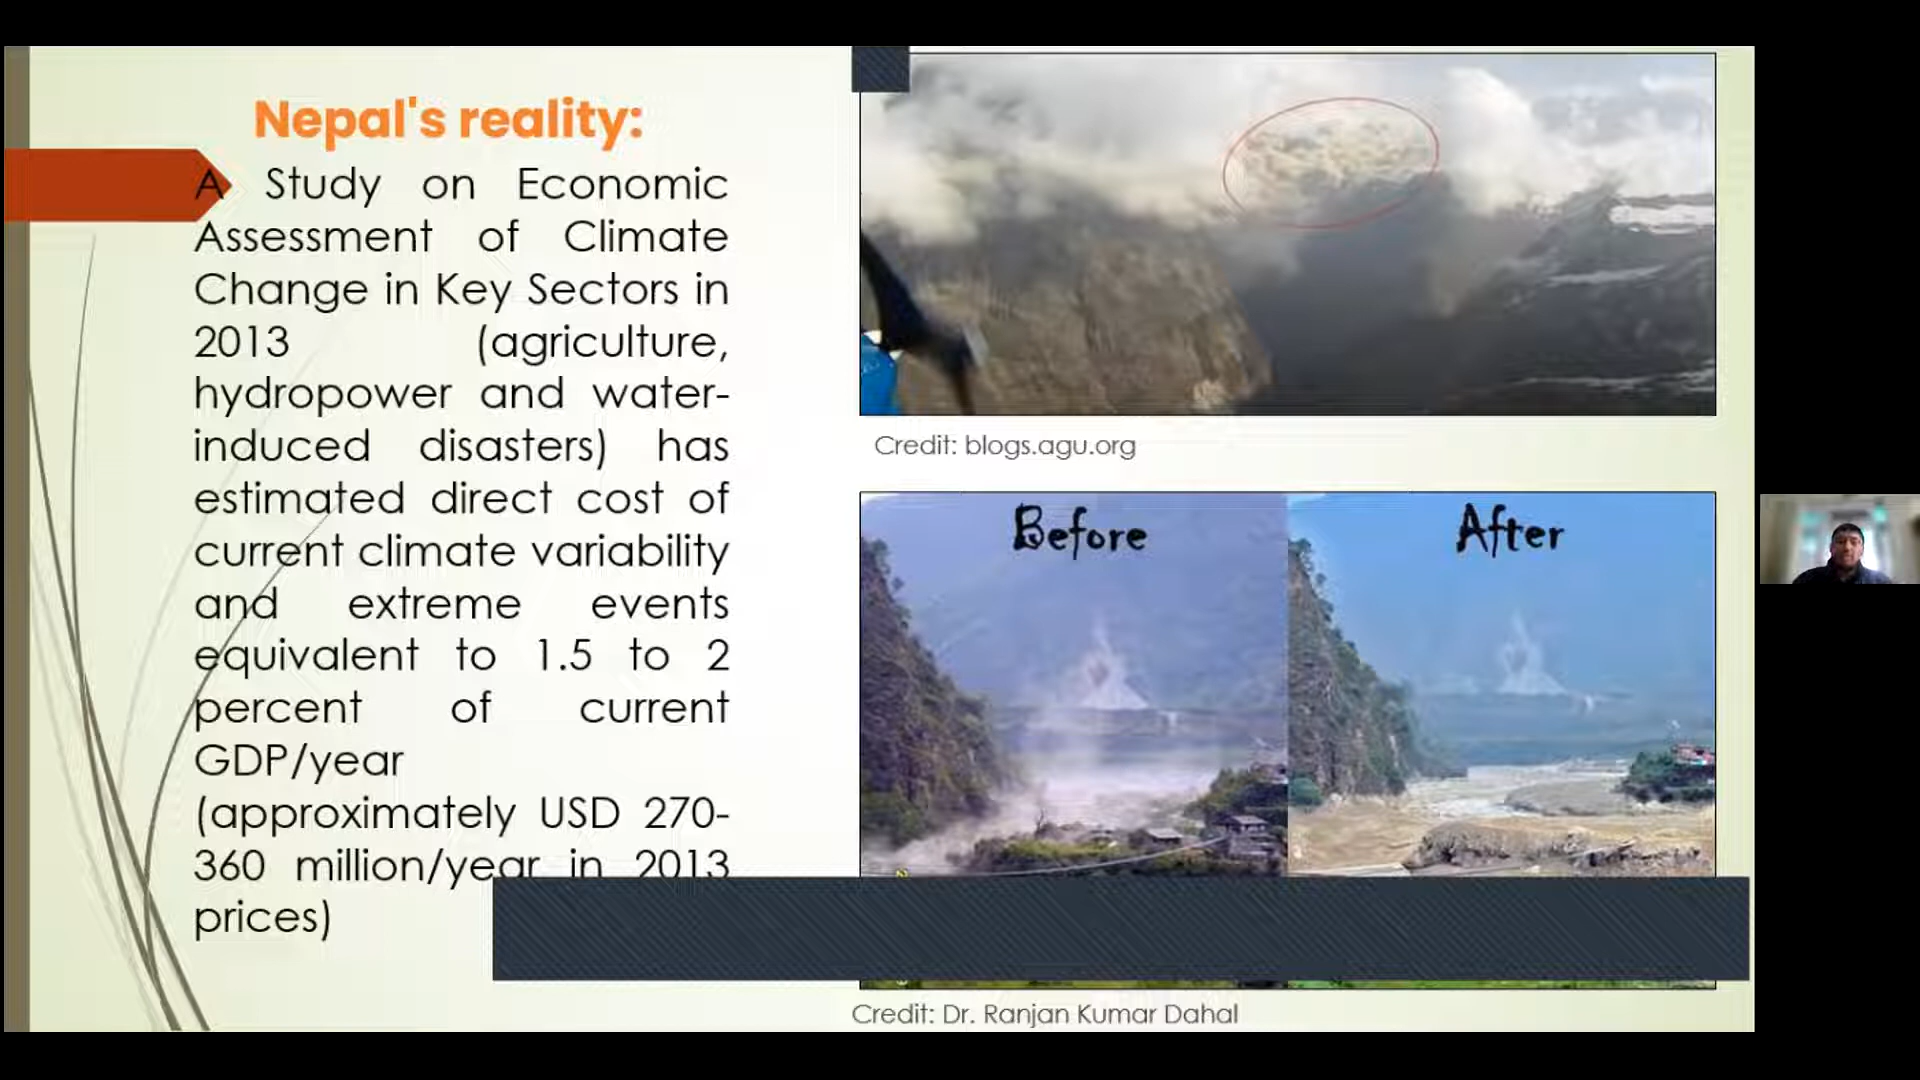 Nepal's reality:
A Study on Economic
Assessment of Climate
Change in Key Sectors in
2013 (agriculture,
hydropower and water-
induced disasters) has
estimated direct cost of
current climate variability
and extreme events
equivalent to 1.5 to 2
percent of current
GDP/year
(approximately USD 270-
360 million/year in 2013
prices)
Credit: blogs.agu.org
Before
After
Credit: Dr. Ranjan Kumar Dahal